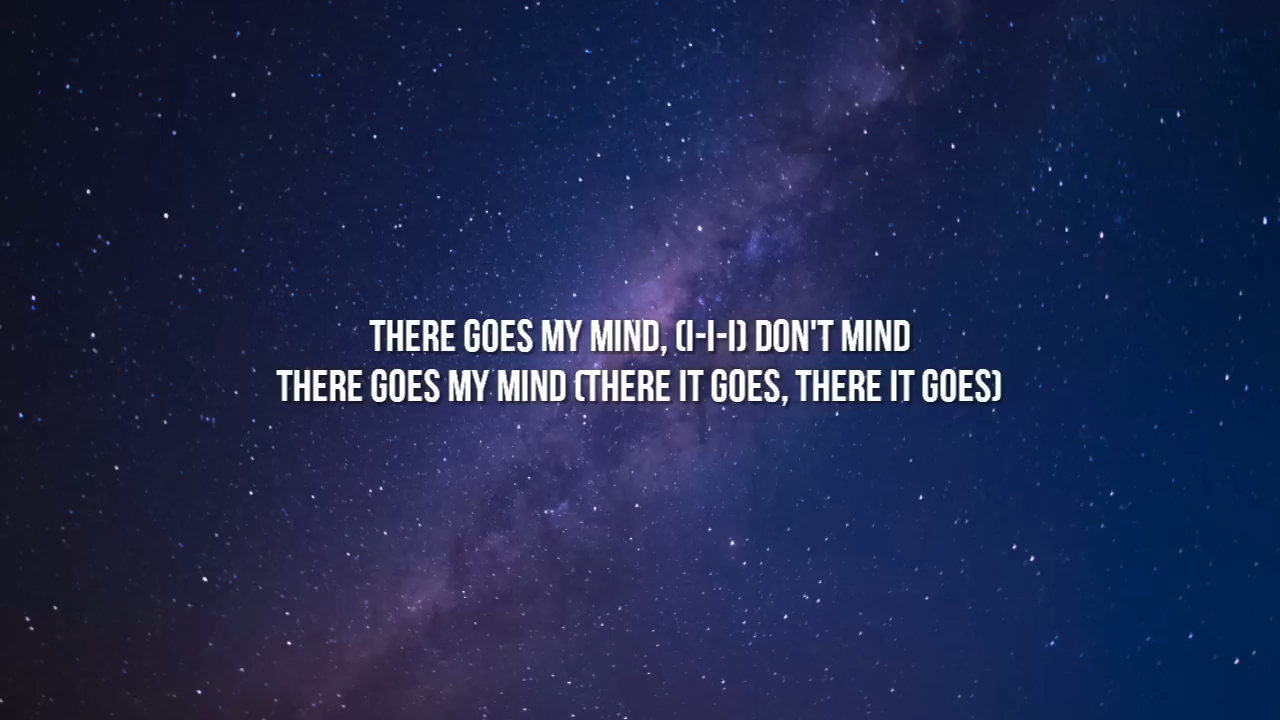 THERE GOES MY MIND, (I-I-I) DON'T MIND
THERE GOES MY MIND (THERE IT GOES, THERE IT GOES)